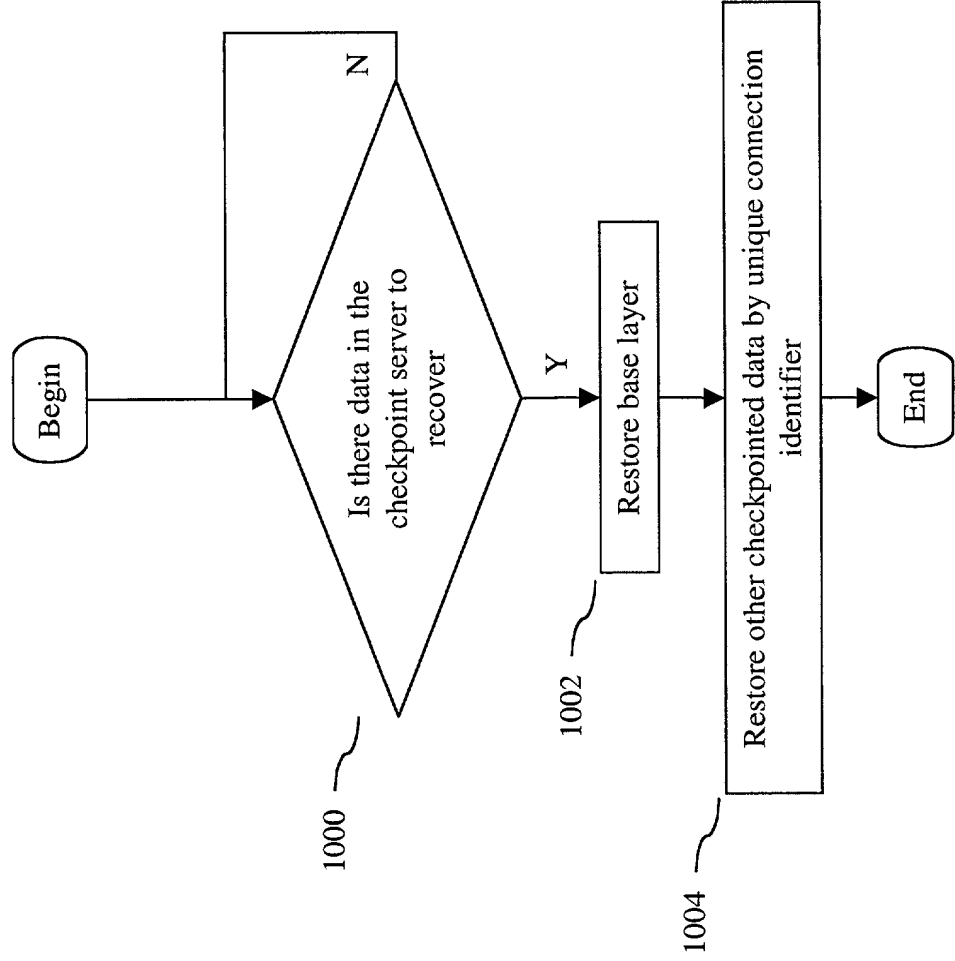 Begin
Is there data in the
checkpoint server to
recover
N
1000
Y
Restore base layer
1002
Restore other checkpointed data by unique connection
identifier
1004
End